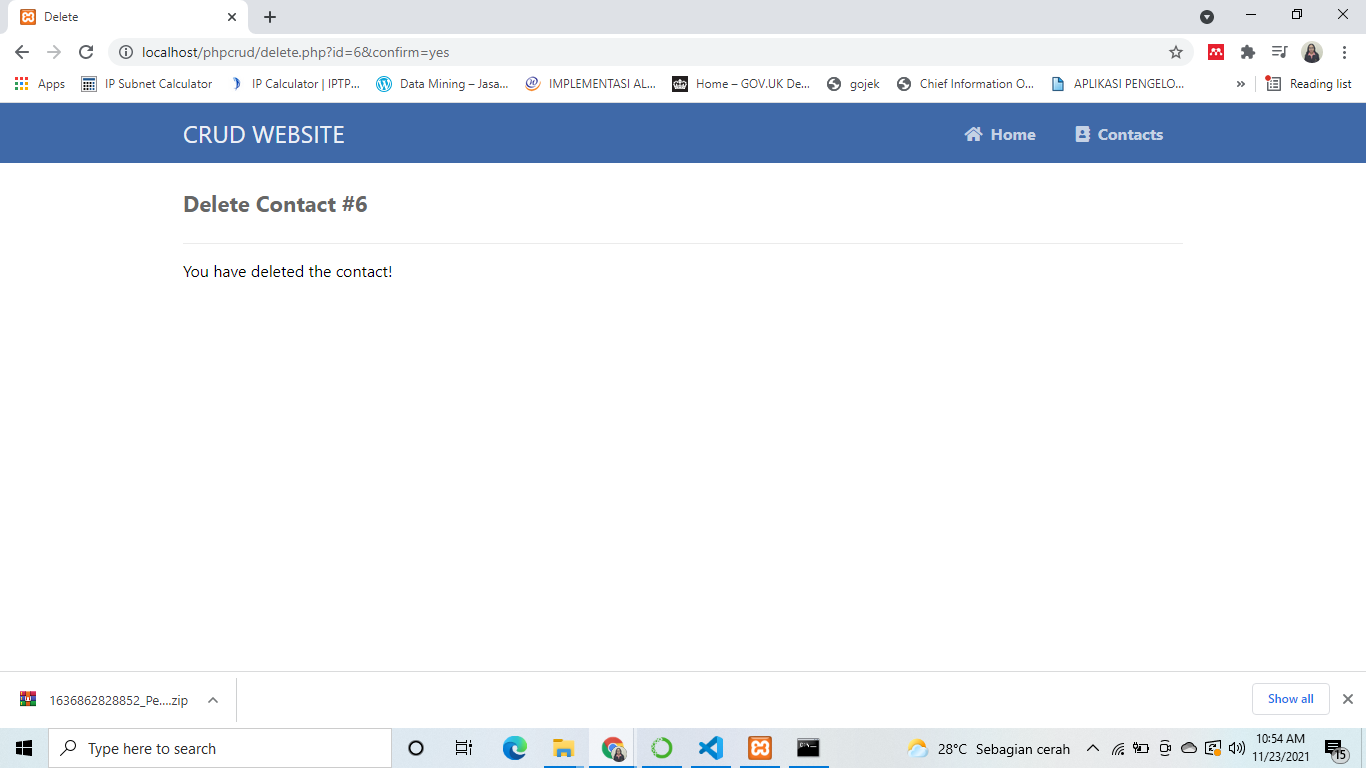 Delete
localhost/phpcrud/delete.php?id=6&confirm=yes
Apps
IP Subnet Calculator
IP Calculator | IPTP...
Data Mining – Jasa...
IMPLEMENTASI AL...
Home – GOV.UK De...
gojek
Chief Information O...
APLIKASI PENGELO...
»
Reading list
CRUD WEBSITE
Home
Contacts
Delete Contact #6
You have deleted the contact!
1636862828852_Pe....zip
Show all
Type here to search
28°C Sebagian cerah
10:54 AM
11/23/2021
15